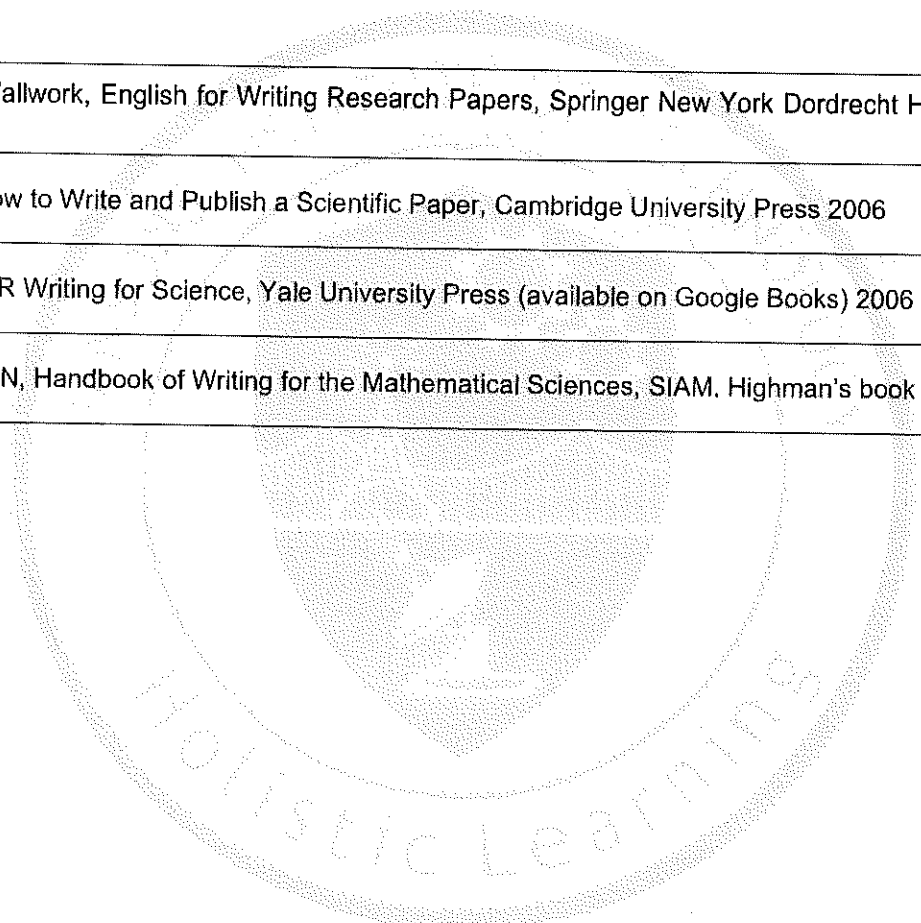 allwork, English for Writing Research Papers, Springer New York Dordrecht H
ow to Write and Publish a Scientific Paper, Cambridge University Press 2006
R Writing for Science, Yale University Press (available on Google Books) 2006
N, Handbook of Writing for the Mathematical Sciences, SIAM. Highman's book
Holistic Learning